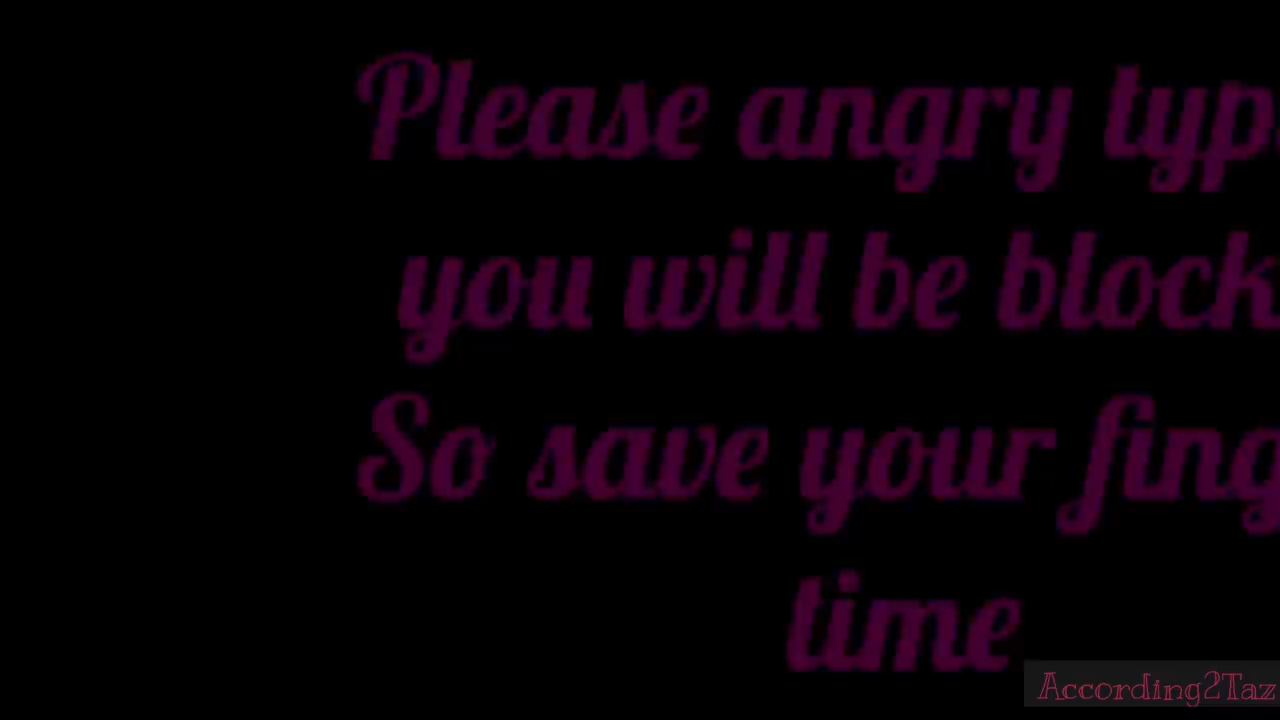 Please angry typ
you will be block
So save your fing
time
According2Taz